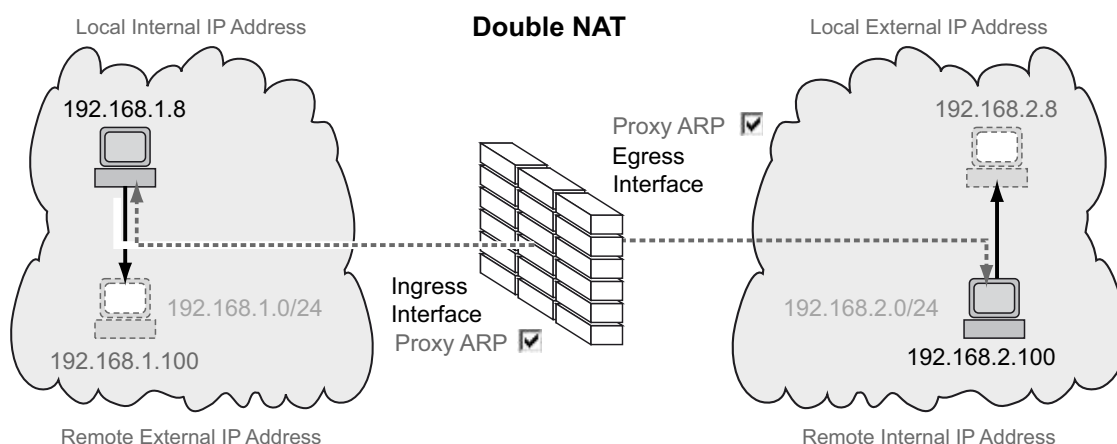 Local Internal IP Address
Double NAT
Local External IP Address
192.168.1.8
192.168.2.8
Proxy ARP
Egress
Interface
Ingress
Interface
Proxy ARP
192.168.1.0/24
192.168.1.100
192.168.2.0/24
192.168.2.100
Remote External IP Address
Remote Internal IP Address